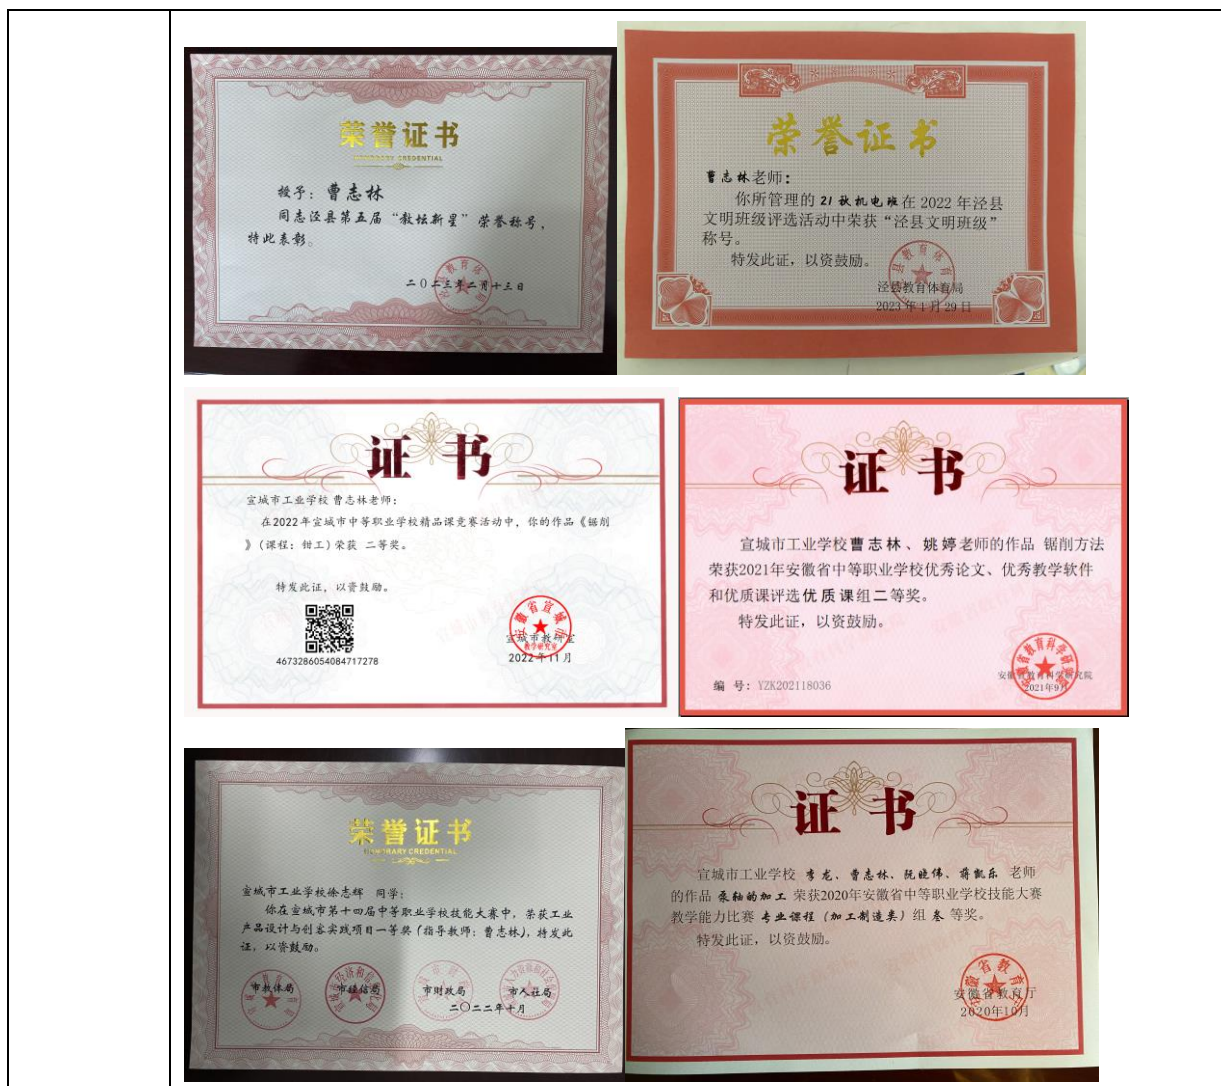 荣誉证书
HONORARY CREDENTIAL
授予：曹志林
同志泾县第五届“教坛新星”荣誉称号，
特此表彰。
二〇二三年二月十三日
荣誉证书
曹志林老师：
你所管理的 21 秋机电班在 2022 年泾县
文明班级评选活动中荣获“泾县文明班级”
称号。
特发此证，以资鼓励。
泾县教育体育局
2023 年 1 月 29 日
证书
宣城市工业学校 曹志林老师：
在2022年宣城市中等职业学校精品课竞赛活动中，你的作品《锯削
》（课程：钳工）荣获 二等奖。
特发此证，以资鼓励。
4673286054084717278
宣城市教研室
2022年11月
证书
宣城市工业学校曹志林、姚婷老师的作品 锯削方法
荣获2021年安徽省中等职业学校优秀论文、优秀教学软件
和优质课评选优质课组二等奖。
特发此证，以资鼓励。
编 号：YZK202118036
安徽省教育科学研究院
2021年9月
荣誉证书
HONORARY CREDENTIAL
宣城市工业学校徐志辉 同学：
你在宣城市第十四届中等职业学校技能大赛中，荣获工业
产品设计与创客实践项目一等奖（指导教师：曹志林），特发此
证，以资鼓励。
市教体局 市经信局 市财政局 市人社局
二〇二二年十月
证书
宣城市工业学校 李龙、曹志林、阮晓伟、蒋凯乐 老师
的作品 泵轴的加工 荣获2020年安徽省中等职业学校技能大赛
教学能力比赛 专业课程（加工制造类）组 叁 等奖。
特发此证，以资鼓励。
安徽省教育厅
2020年10月